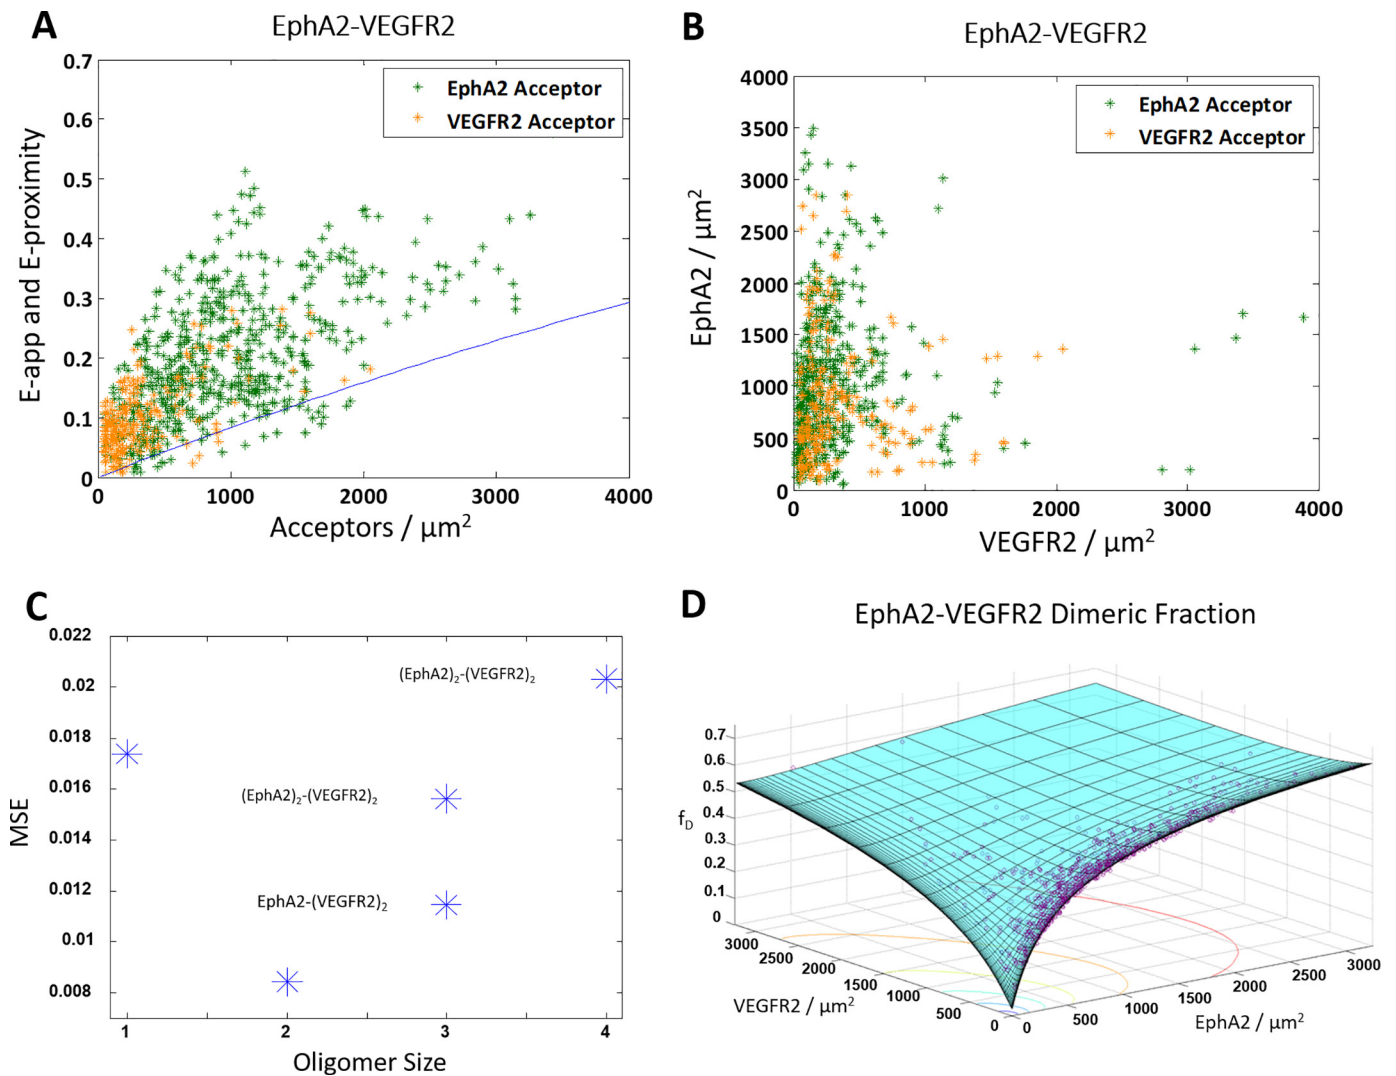 A
EphA2-VEGFR2
E-app and E-proximity
0.7
0.6
0.5
0.4
0.3
0.2
0.1
0
EphA2 Acceptor
VEGFR2 Acceptor
0
1000
2000
3000
4000
Acceptors / μm2
B
EphA2-VEGFR2
EphA2 / μm2
4000
3500
3000
2500
2000
1500
1000
500
0
EphA2 Acceptor
VEGFR2 Acceptor
0
1000
2000
3000
4000
VEGFR2 / μm2
C
MSE
0.022
0.02
0.018
0.016
0.014
0.012
0.01
0.008
(EphA2)2-(VEGFR2)2
(EphA2)2-(VEGFR2)2
EphA2-(VEGFR2)2
1
2
3
4
Oligomer Size
D
EphA2-VEGFR2 Dimeric Fraction
fD
0.7
0.6
0.5
0.4
0.3
0.2
0.1
0
3000
2500
2000
1500
1000
500
0
VEGFR2 / μm2
0
500
1000
1500
2000
2500
3000
EphA2 / μm2